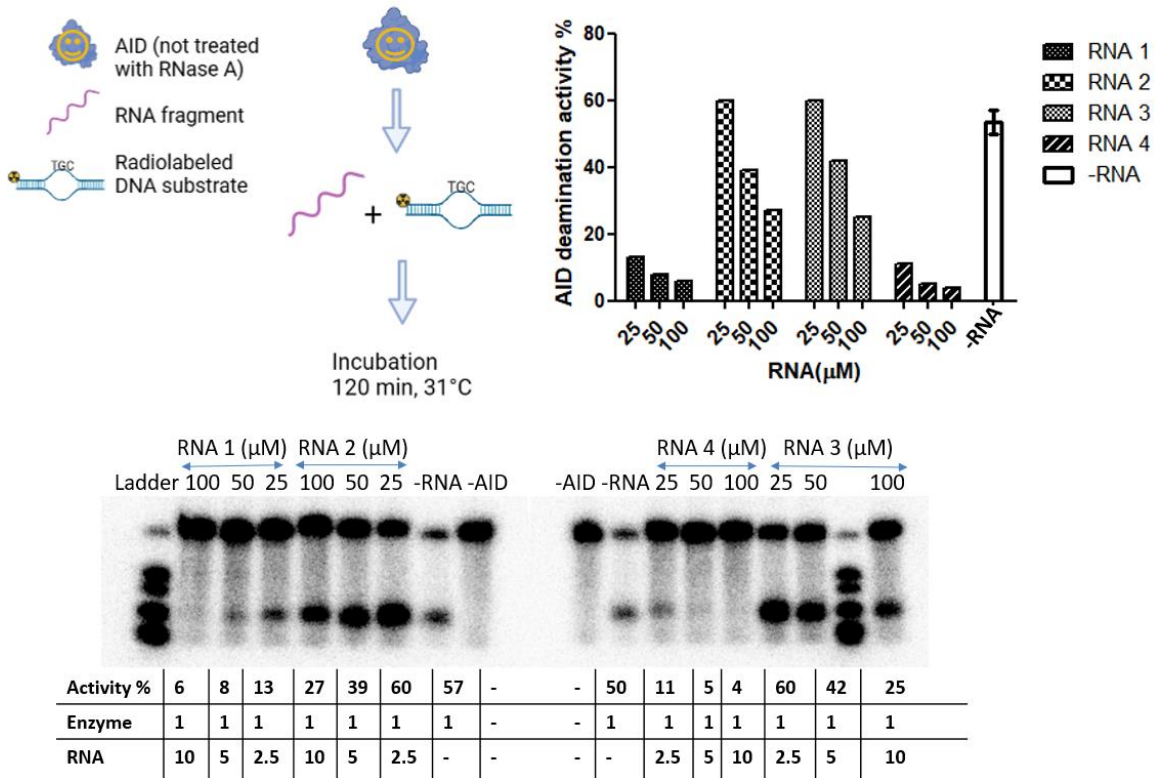 AID (not treated
with RNase A)
RNA fragment
TGC
Radiolabeled
DNA substrate
+
TGC
Incubation
120 min, 31°C
AID deamination activity %
80
60
40
20
0
25
50
100
25
50
100
25
50
100
25
50
100
-RNA
RNA(μM)
RNA 1
RNA 2
RNA 3
RNA 4
-RNA
RNA 1 (μM) RNA 2 (μM)
Ladder 100 50 25 100 50 25 -RNA -AID
RNA 4 (μM) RNA 3 (μM)
-AID -RNA 25 50 100 25 50 100
Activity % 6 8 13 27 39 60 57 - - 50 11 5 4 60 42 25
Enzyme 1 1 1 1 1 1 1 - - 1 1 1 1 1 1 1
RNA 10 5 2.5 10 5 2.5 - - - - 2.5 5 10 2.5 5 10